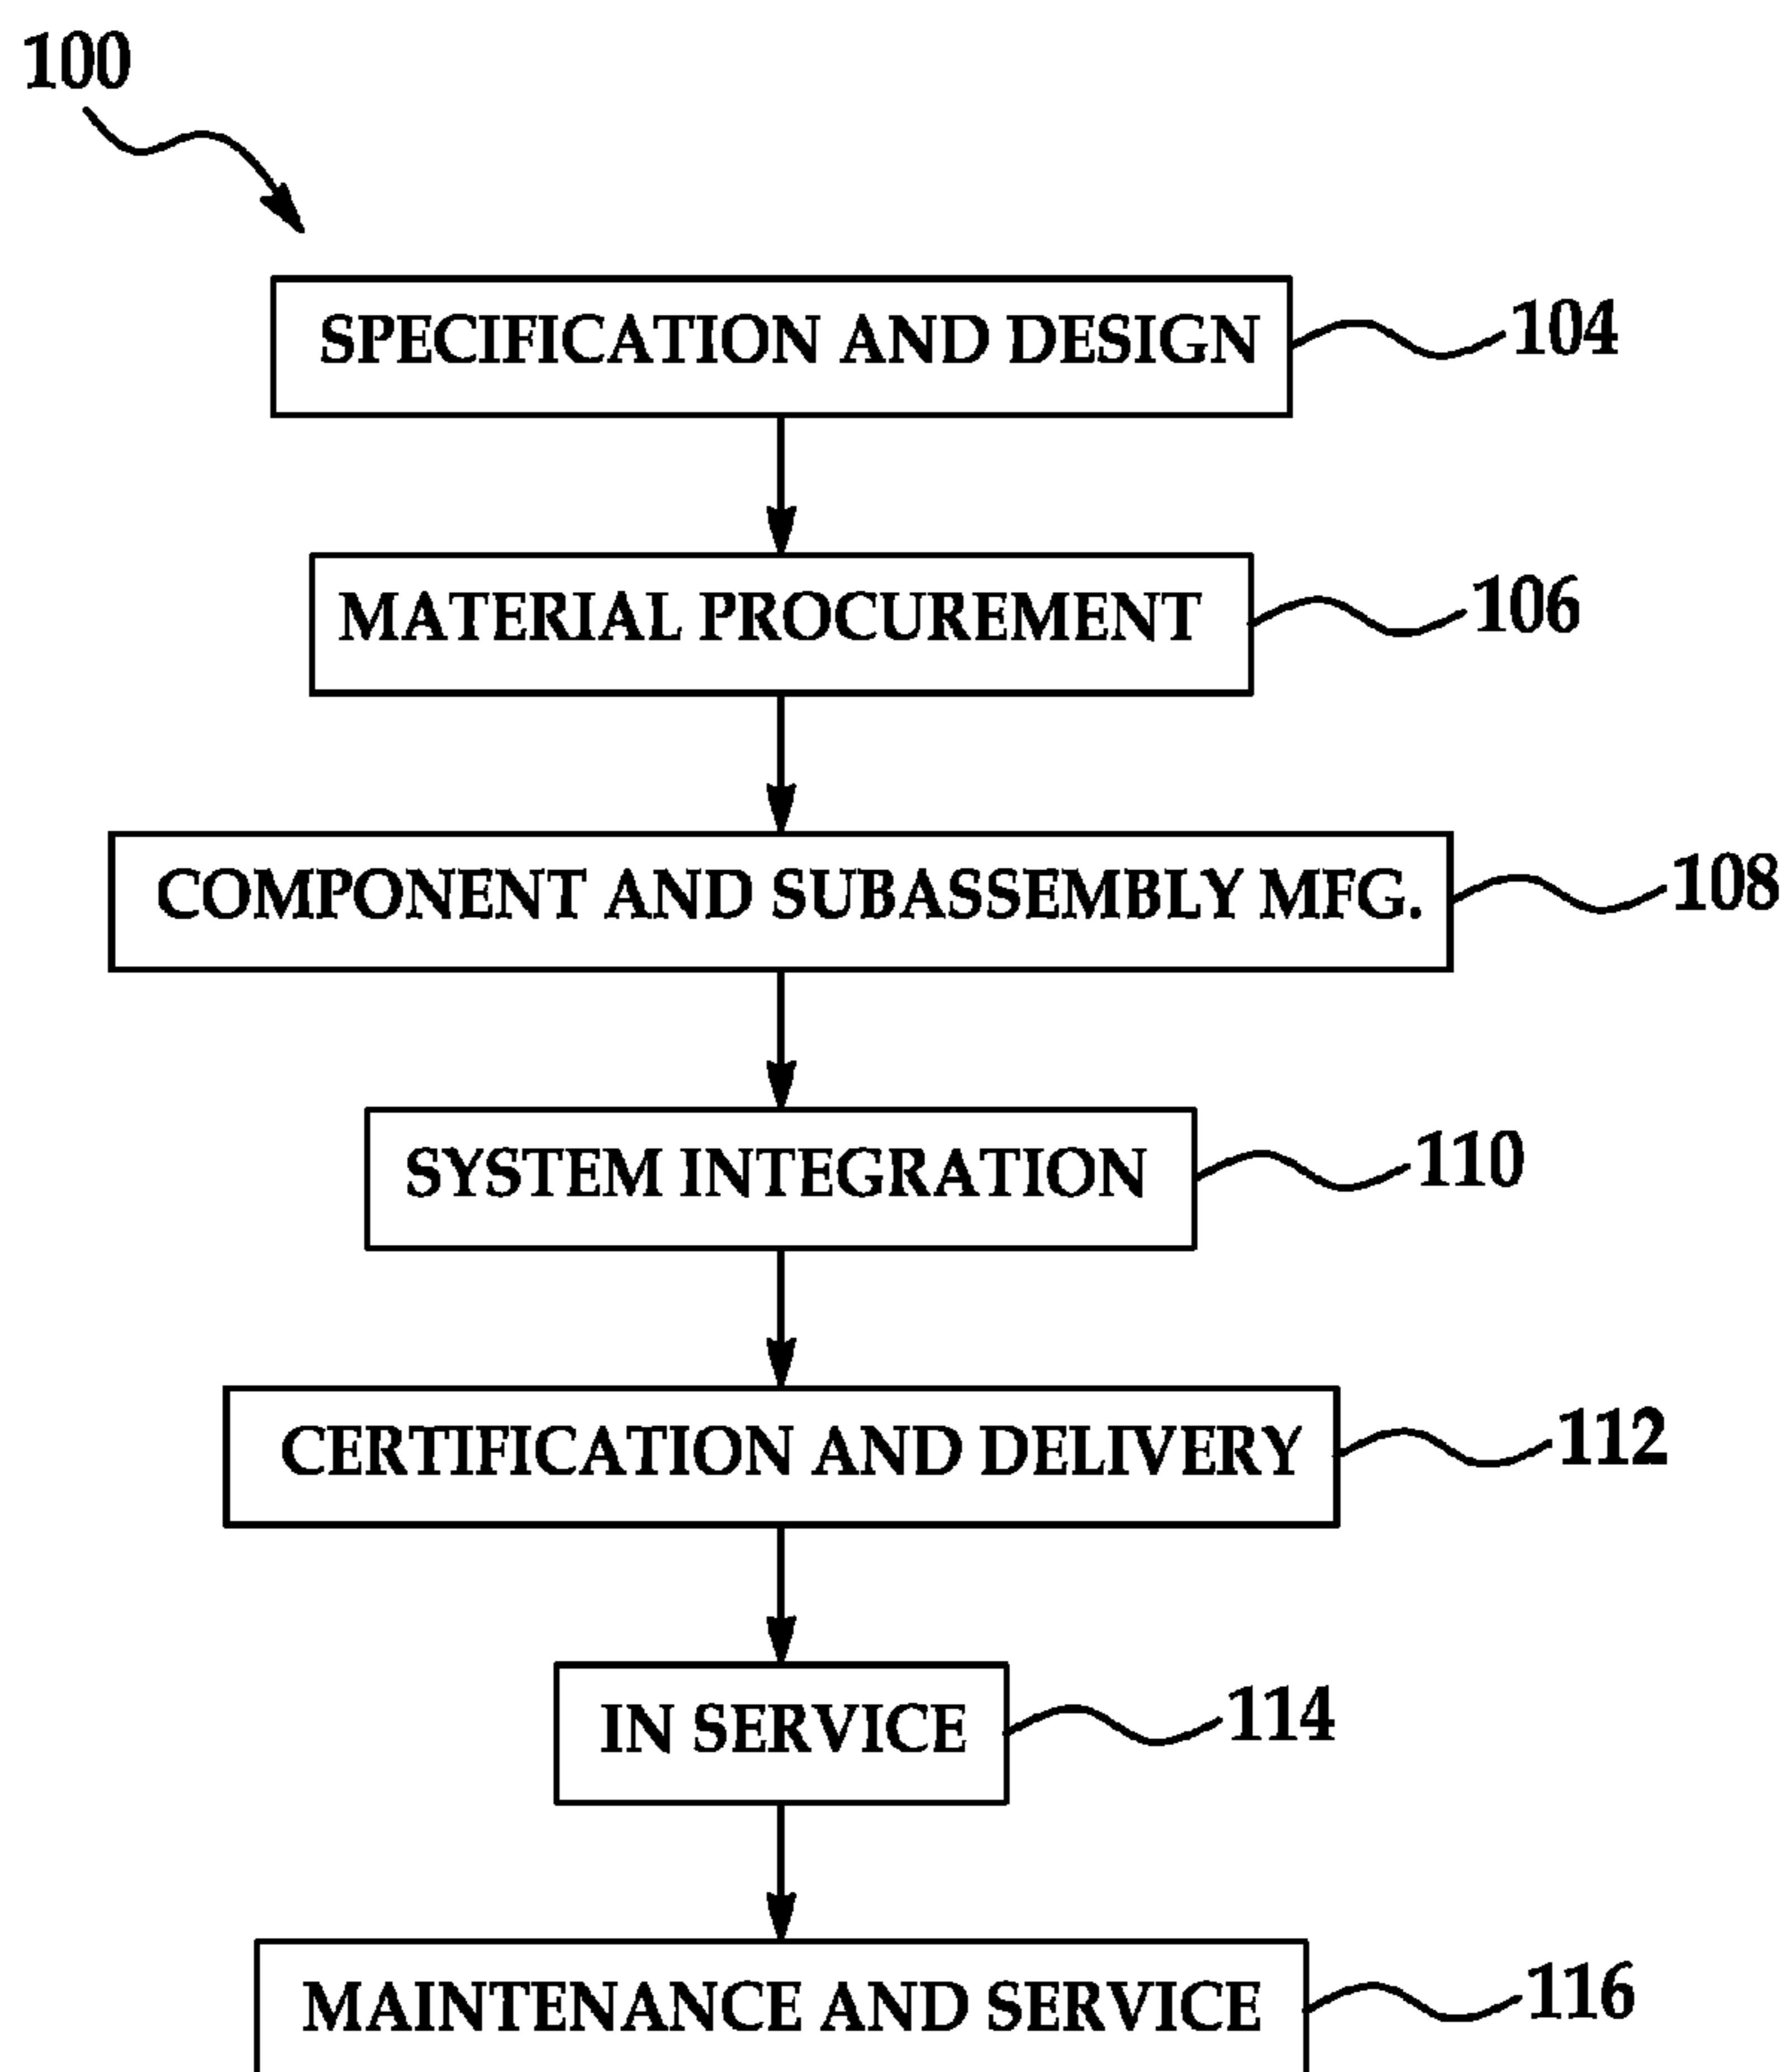 100
SPECIFICATION AND DESIGN 104
MATERIAL PROCUREMENT 106
COMPONENT AND SUBASSEMBLY MFG. 108
SYSTEM INTEGRATION 110
CERTIFICATION AND DELIVERY 112
IN SERVICE 114
MAINTENANCE AND SERVICE 116